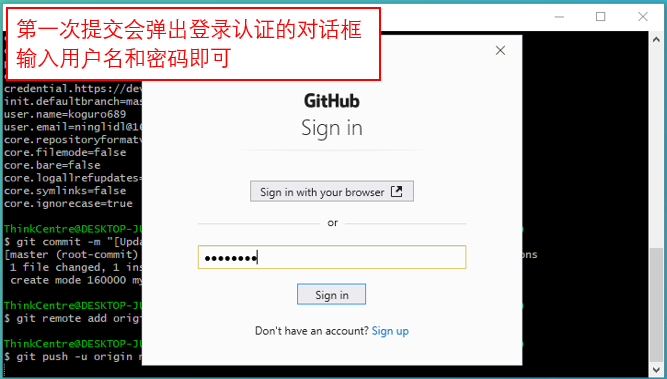 第一次提交会弹出登录认证的对话框
输入用户名和密码即可
credential.https://de
init.defaultbranch=mas
user.name=koguro689
user.email=ninglidl@1
core.repositoryformat
core.filemode=false
core.bare=false
core.logallrefupdates=
core.symlinks=false
core.ignorecase=true
ThinkCentre@DESKTOP-J
$ git commit -m "[Upda
[master (root-commit) ons
1 file changed, 1 ins
create mode 160000 my
ThinkCentre@DESKTOP-J
$ git remote add origi
ThinkCentre@DESKTOP-J
$ git push -u origin
GitHub
Sign in
Sign in with your browser
or
●●●●●●●●
Sign in
Don't have an account? Sign up